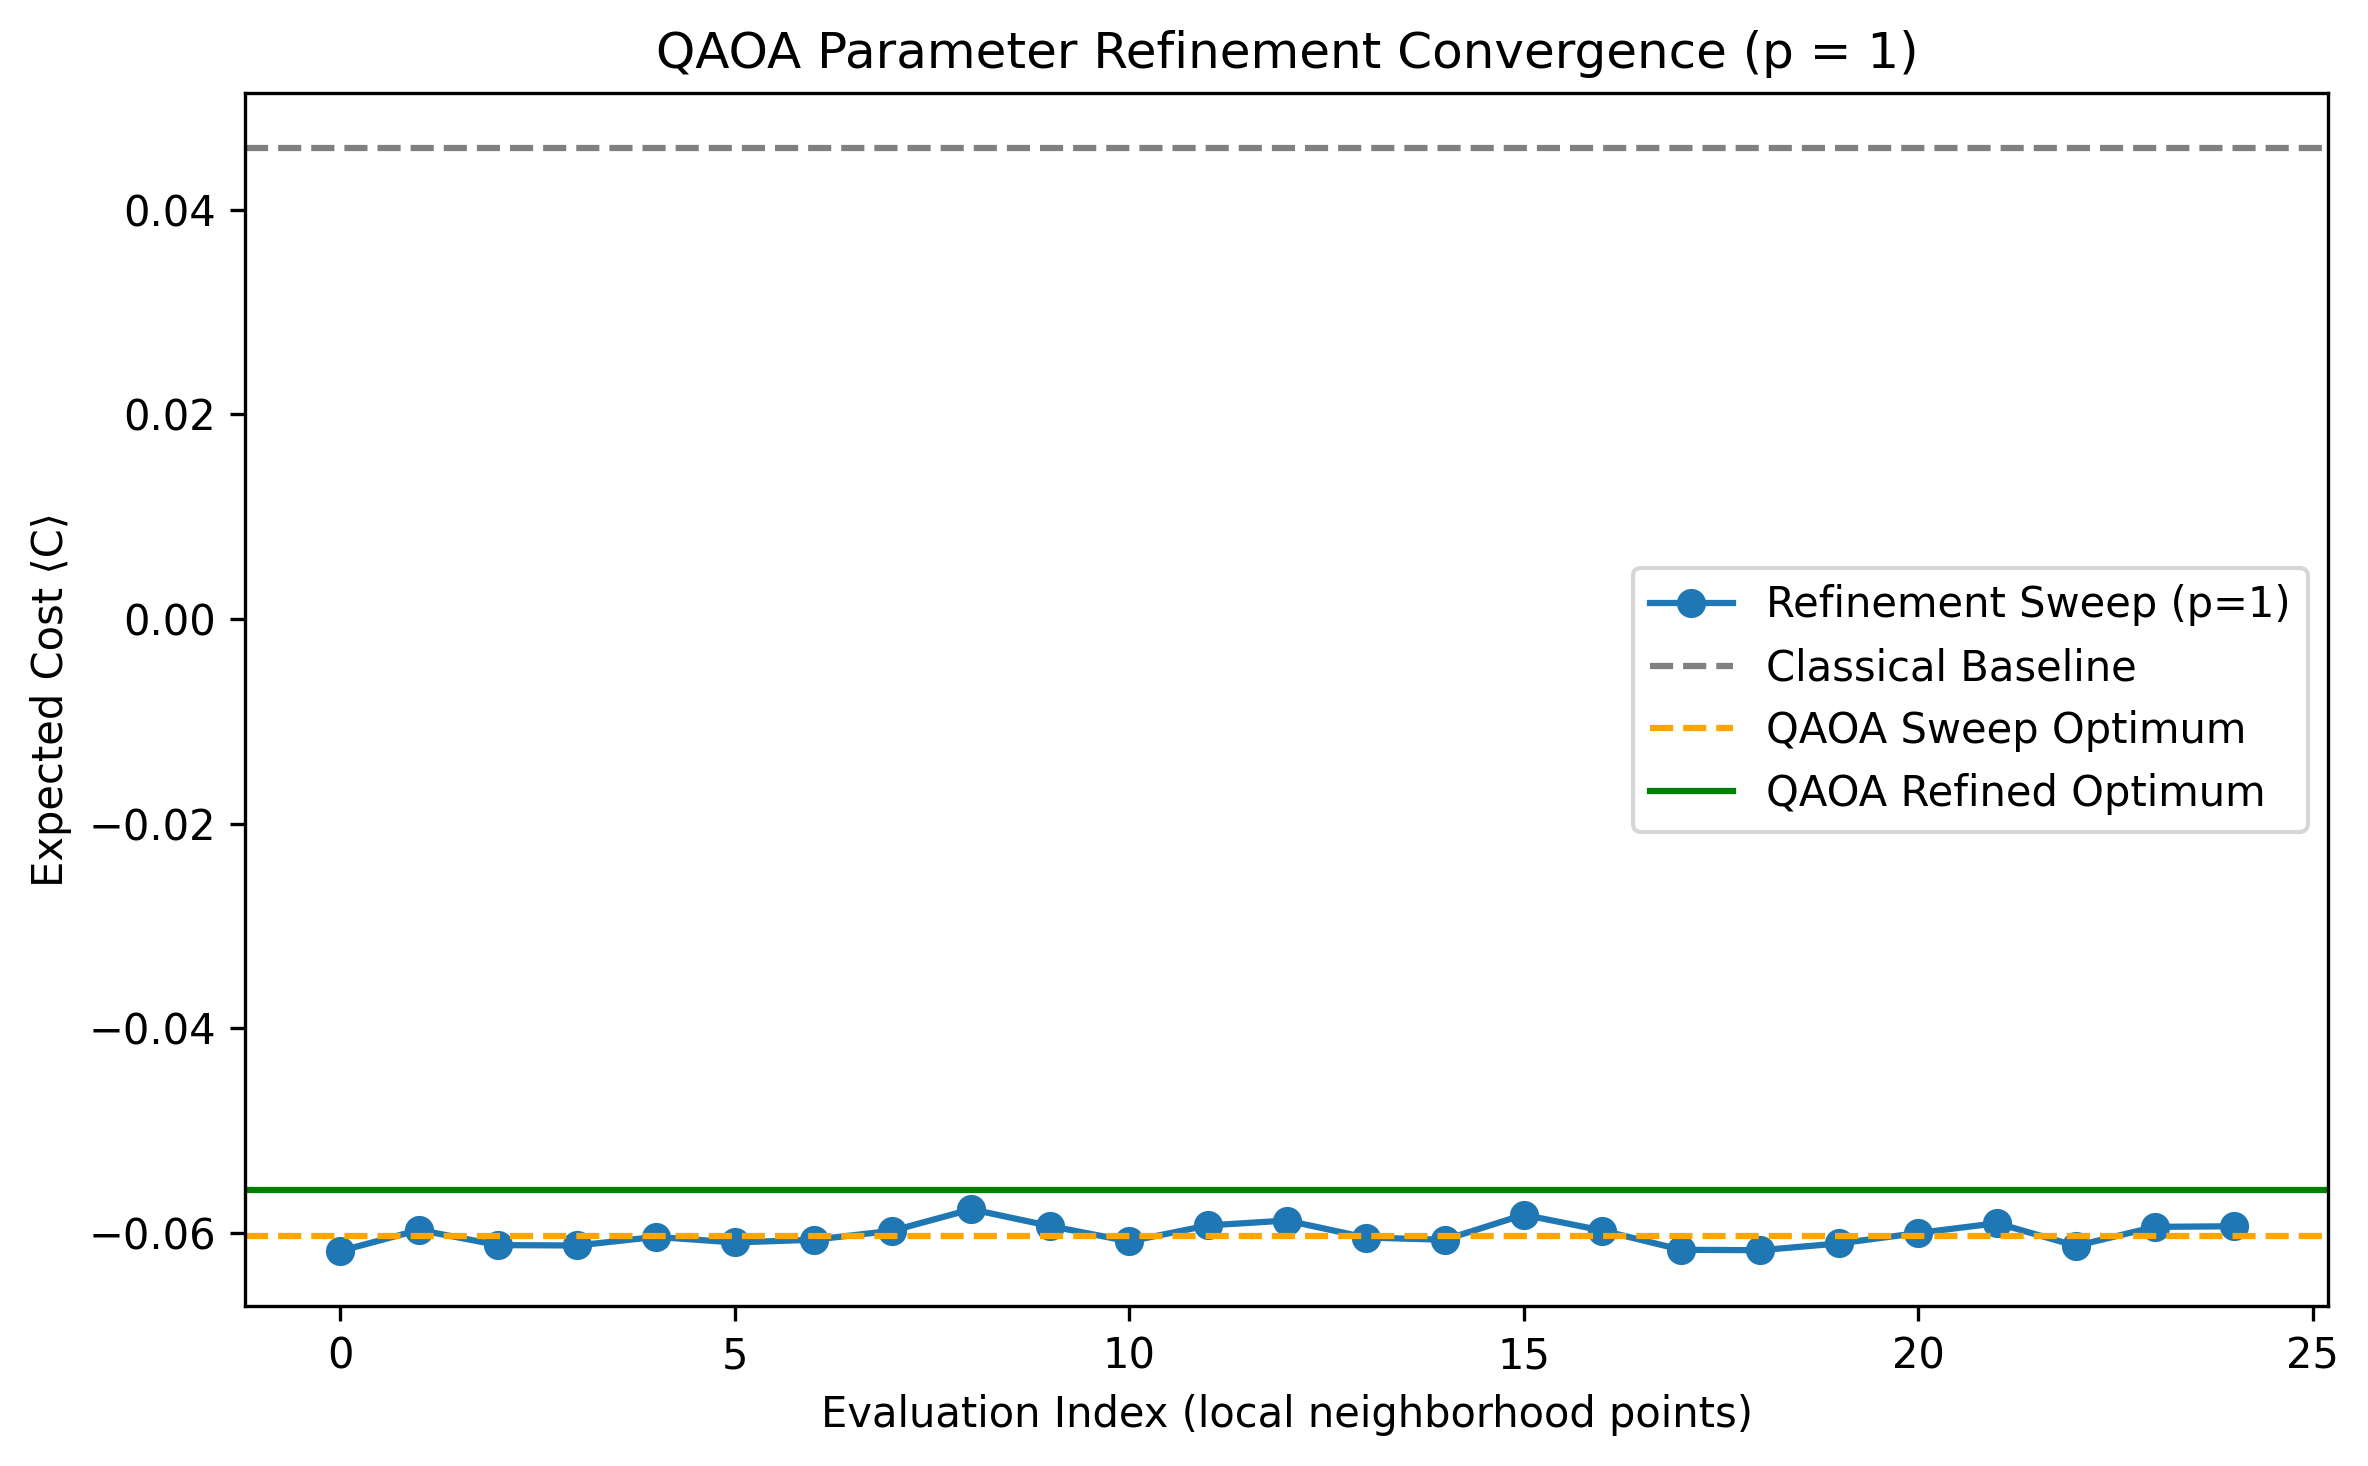 QAOA Parameter Refinement Convergence (p = 1)
Expected Cost ⟨C⟩
0.04
0.02
0.00
−0.02
−0.04
−0.06
Refinement Sweep (p=1)
Classical Baseline
QAOA Sweep Optimum
QAOA Refined Optimum
0 5 10 15 20 25
Evaluation Index (local neighborhood points)